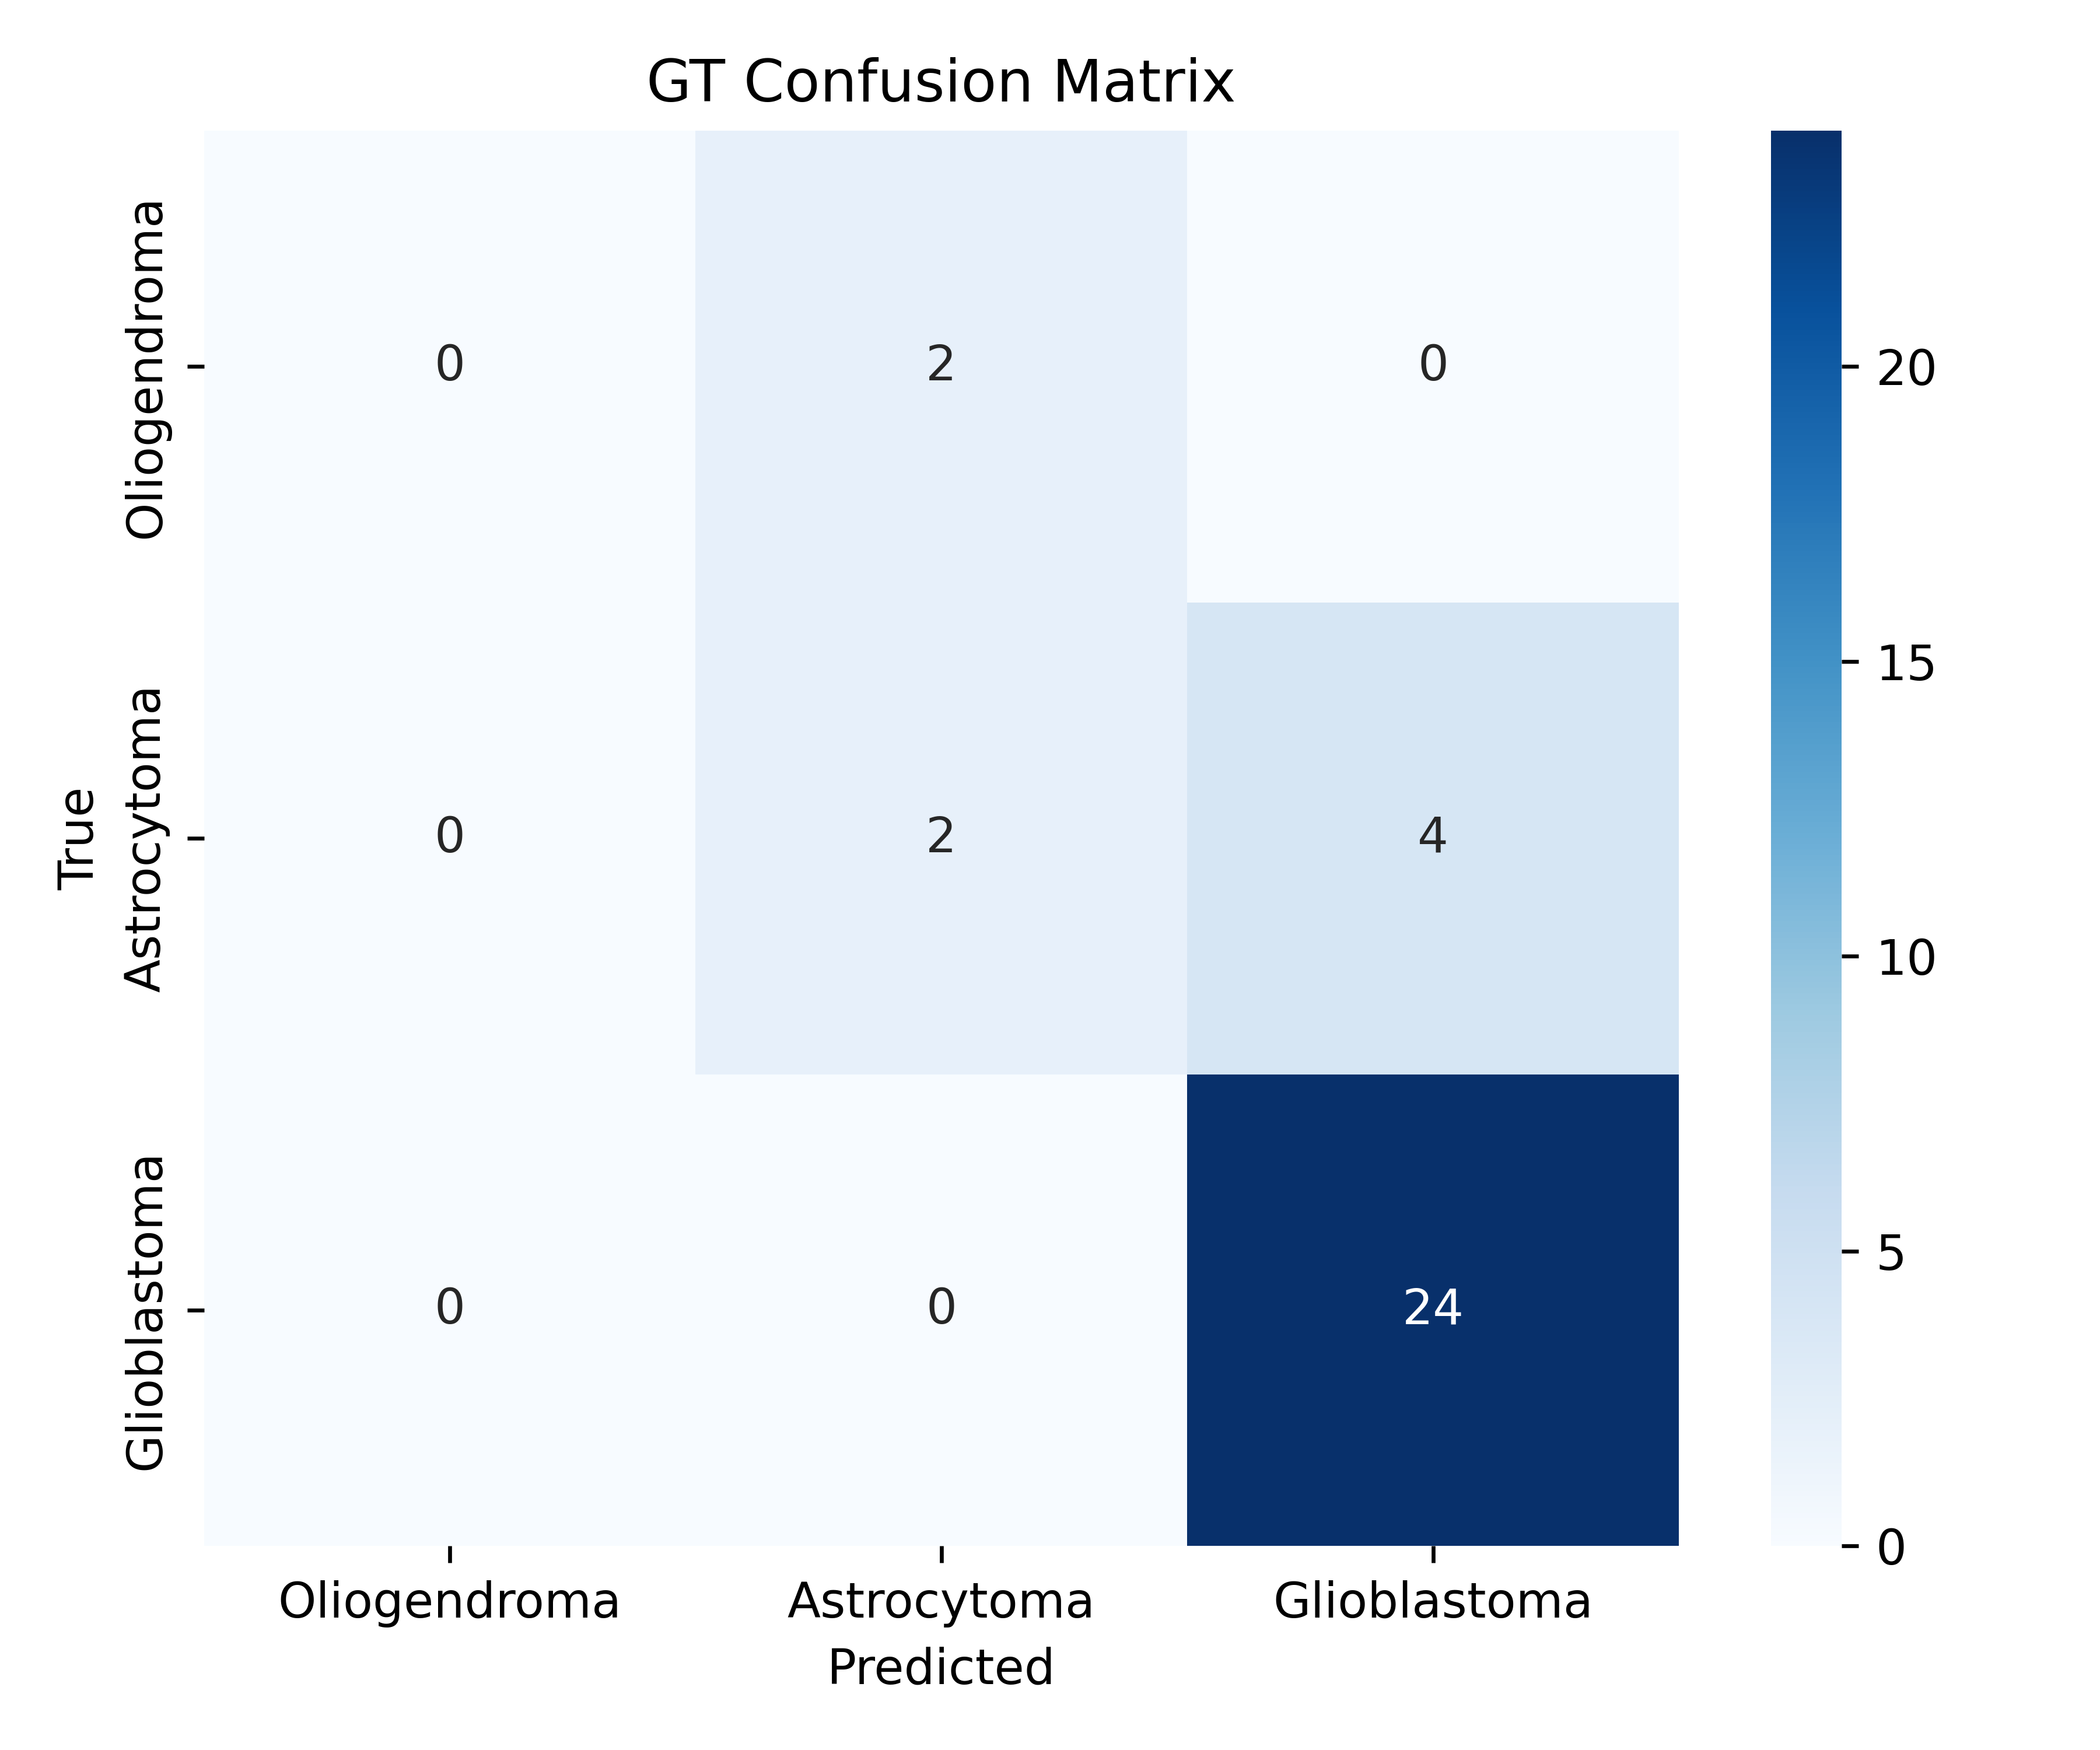 GT Confusion Matrix
Oliogendroma
0 2 0
Astrocytoma
0 2 4
Glioblastoma
0 0 24
True
Oliogendroma Astrocytoma Glioblastoma
Predicted
20
15
10
5
0